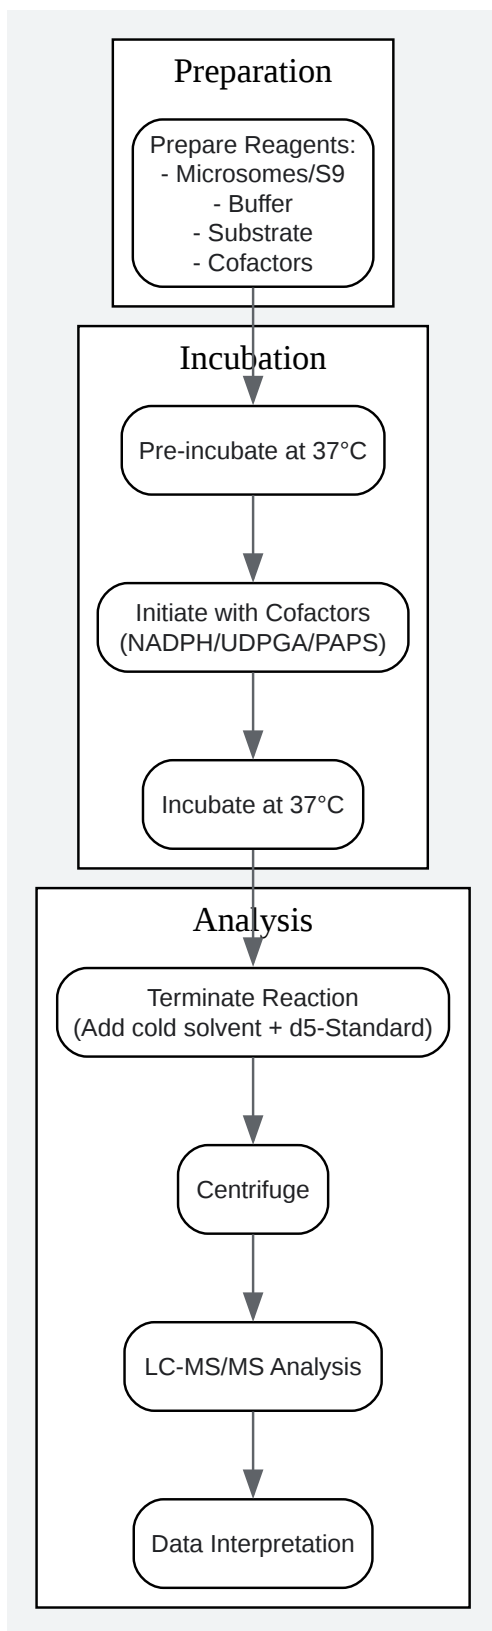 Preparation
Prepare Reagents:
- Microsomes/S9
- Buffer
- Substrate
- Cofactors
Incubation
Pre-incubate at 37°C
Initiate with Cofactors
(NADPH/UDPGA/PAPS)
Incubate at 37°C
Analysis
Terminate Reaction
(Add cold solvent + d5-Standard)
Centrifuge
LC-MS/MS Analysis
Data Interpretation